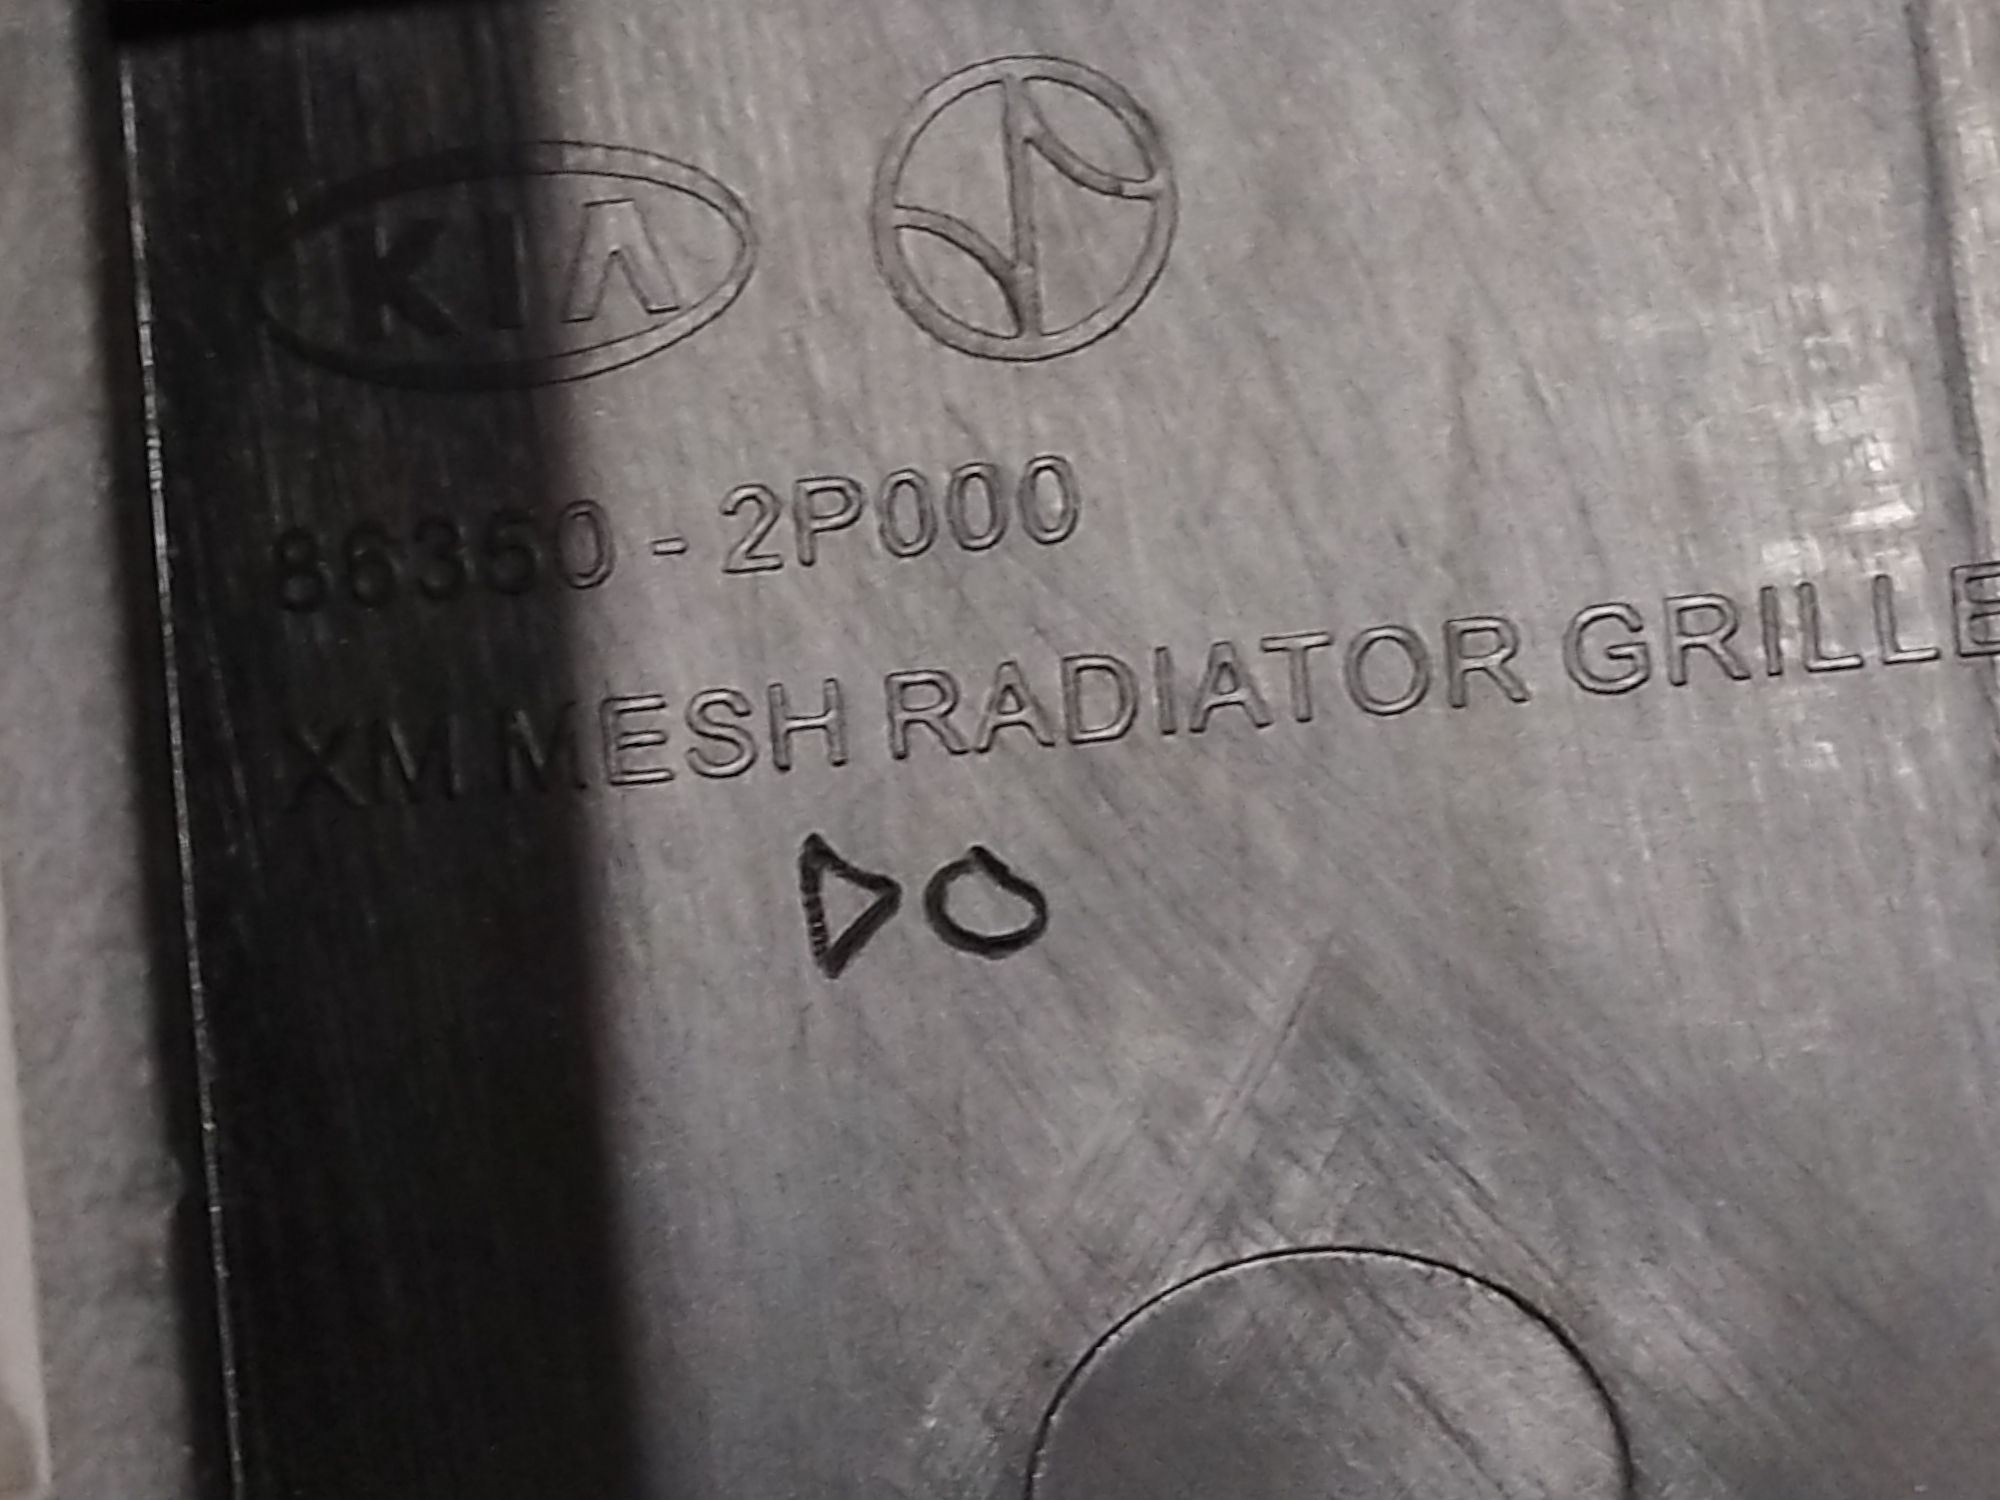 KIA
86350 - 2P000
XM MESH RADIATOR GRILLE